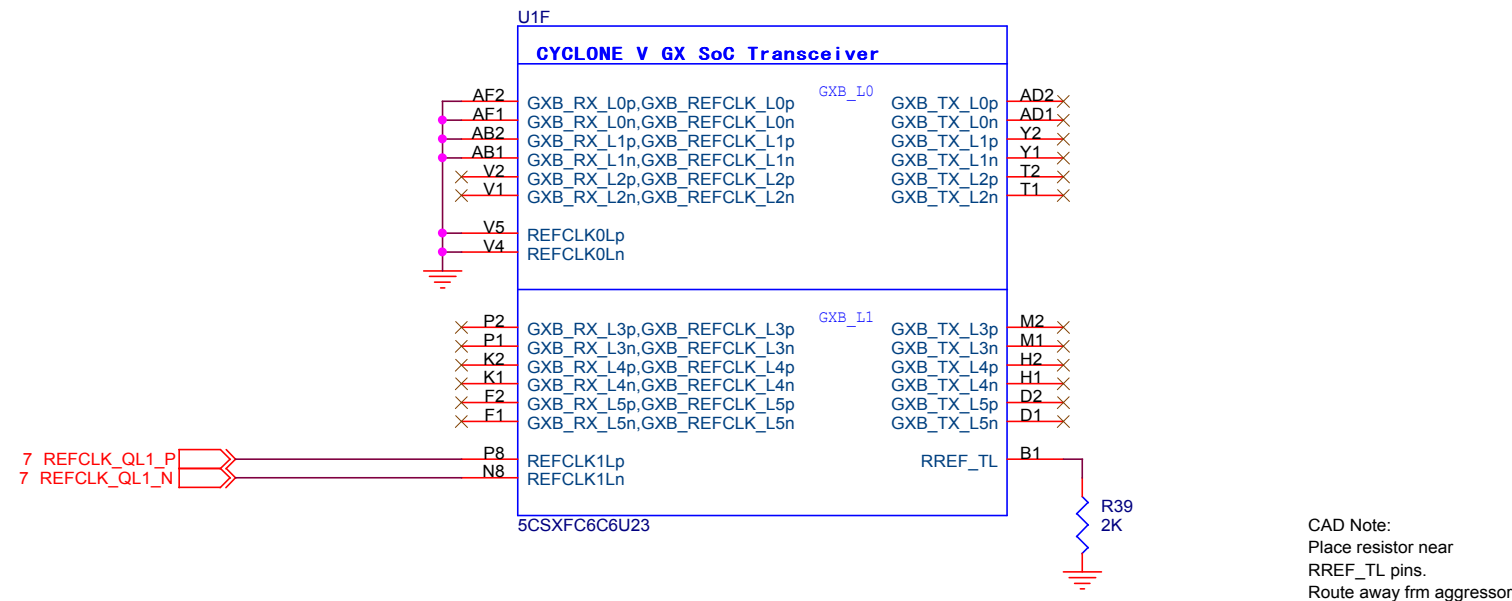 U1F
CYCLONE V GX SoC Transceiver
GXB_L0
AF2 GXB_RX_L0p,GXB_REFCLK_L0p GXB_TX_L0p AD2
AF1 GXB_RX_L0n,GXB_REFCLK_L0n GXB_TX_L0n AD1
AB2 GXB_RX_L1p,GXB_REFCLK_L1p GXB_TX_L1p Y2
AB1 GXB_RX_L1n,GXB_REFCLK_L1n GXB_TX_L1n Y1
V2 GXB_RX_L2p,GXB_REFCLK_L2p GXB_TX_L2p T2
V1 GXB_RX_L2n,GXB_REFCLK_L2n GXB_TX_L2n T1
V5 REFCLK0Lp
V4 REFCLK0Ln
GXB_L1
P2 GXB_RX_L3p,GXB_REFCLK_L3p GXB_TX_L3p M2
P1 GXB_RX_L3n,GXB_REFCLK_L3n GXB_TX_L3n M1
K2 GXB_RX_L4p,GXB_REFCLK_L4p GXB_TX_L4p H2
K1 GXB_RX_L4n,GXB_REFCLK_L4n GXB_TX_L4n H1
F2 GXB_RX_L5p,GXB_REFCLK_L5p GXB_TX_L5p D2
F1 GXB_RX_L5n,GXB_REFCLK_L5n GXB_TX_L5n D1
7 REFCLK_QL1_P P8 REFCLK1Lp RREF_TL B1
7 REFCLK_QL1_N N8 REFCLK1Ln
R39
2K
5CSXFC6C6U23
CAD Note:
Place resistor near
RREF_TL pins.
Route away frm aggressor